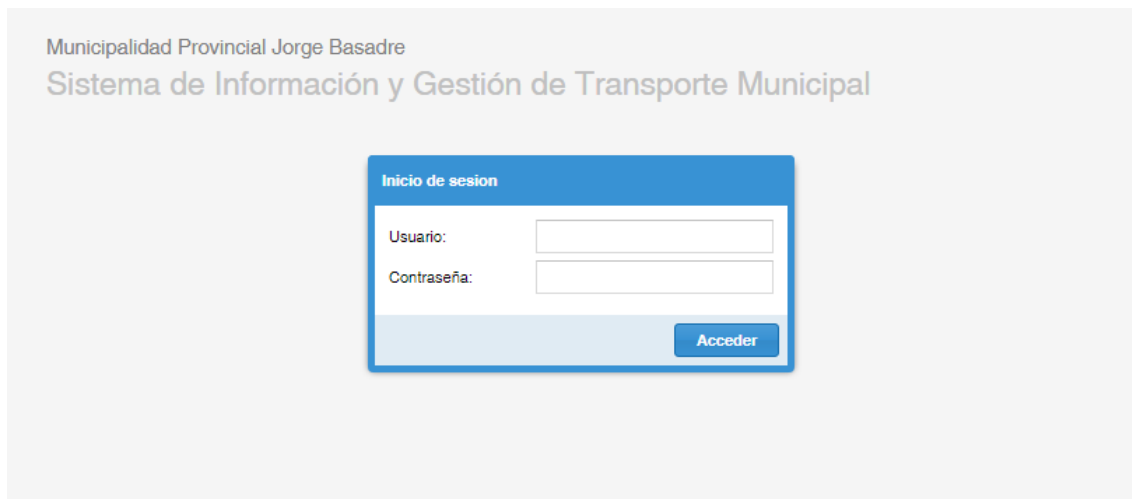 Municipalidad Provincial Jorge Basadre
Sistema de Información y Gestión de Transporte Municipal
Inicio de sesion
Usuario:
Contraseña:
Acceder